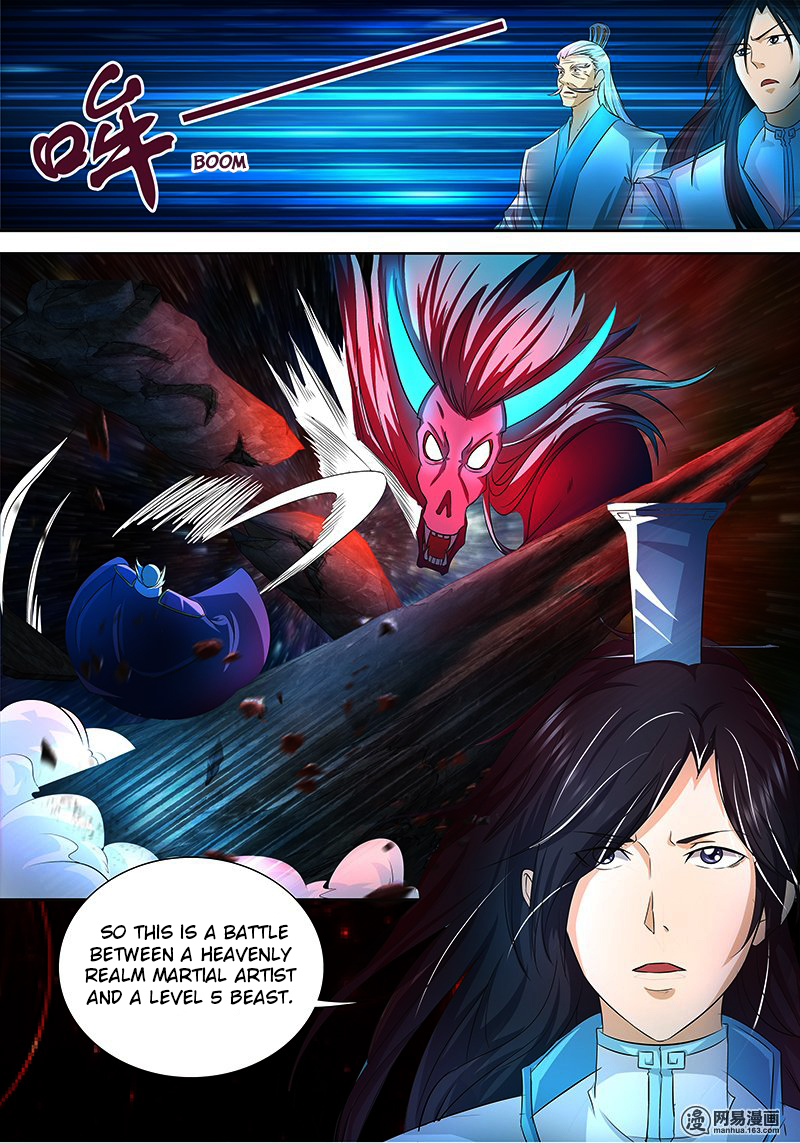 哞
BOOM
SO THIS IS A BATTLE
BETWEEN A HEAVENLY
REALM MARTIAL ARTIST
AND A LEVEL 5 BEAST.
漫 网易漫画
manhua.163.com